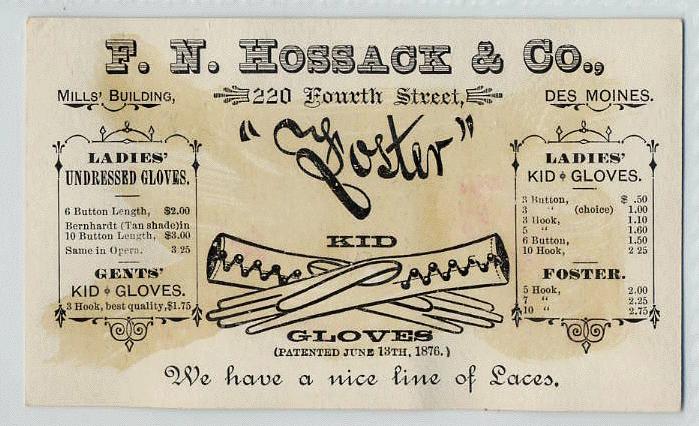 F. N. HOSSACK & CO.,
MILLS' BUILDING, 220 Fourth Street, DES MOINES.
"Foster"
LADIES'
UNDRESSED GLOVES.
6 Button Length, $2.00
Bernhardt (Tan shade) in
10 Button Length, $3.00
Same in Opera. 3 25
GENTS'
KID GLOVES.
3 Hook, best quality, $1.75
KID
GLOVES
(PATENTED JUNE 13TH, 1876.)
LADIES'
KID GLOVES.
3 Button, $ .50
3 " (choice) 1.00
3 Hook, 1.10
5 " 1.60
6 Button, 1.50
10 Hook, 2 25
FOSTER.
5 Hook, 2.00
7 " 2.25
10 " 2.75
We have a nice line of Laces.